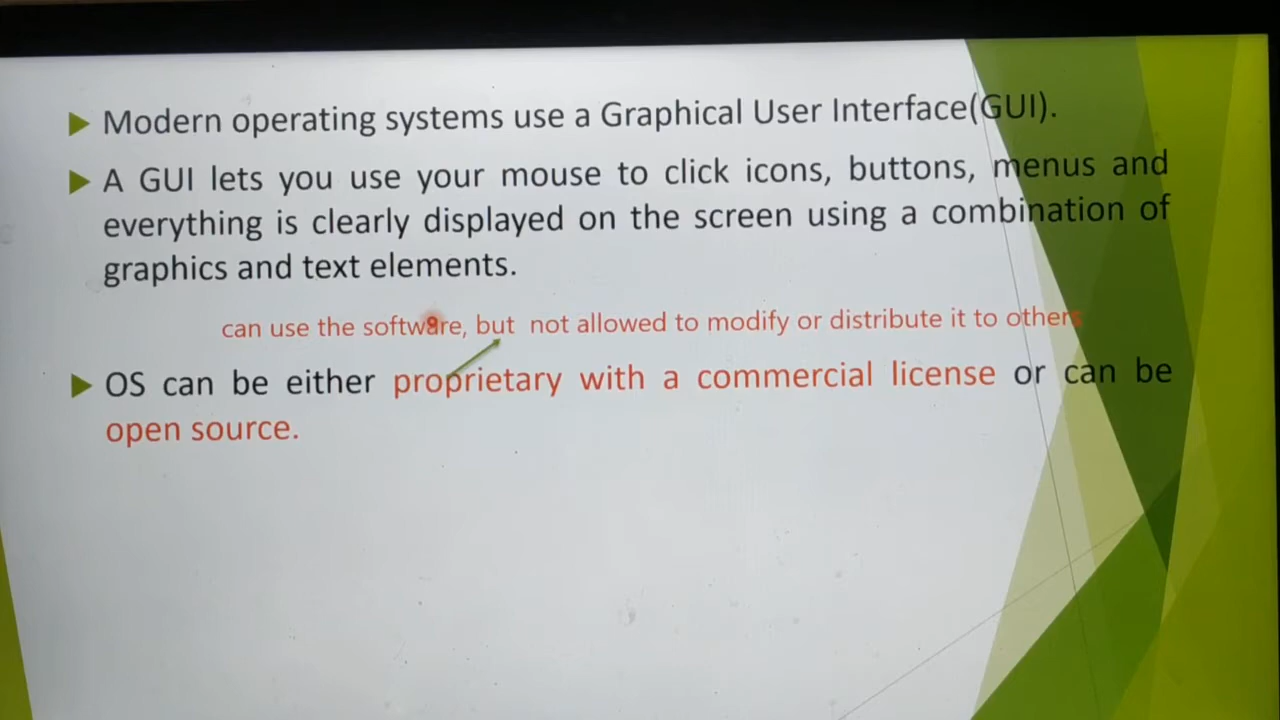 Modern operating systems use a Graphical User Interface(GUI).
A GUI lets you use your mouse to click icons, buttons, menus and
everything is clearly displayed on the screen using a combination of
graphics and text elements.
can use the software, but not allowed to modify or distribute it to others
OS can be either proprietary with a commercial license or can be
open source.